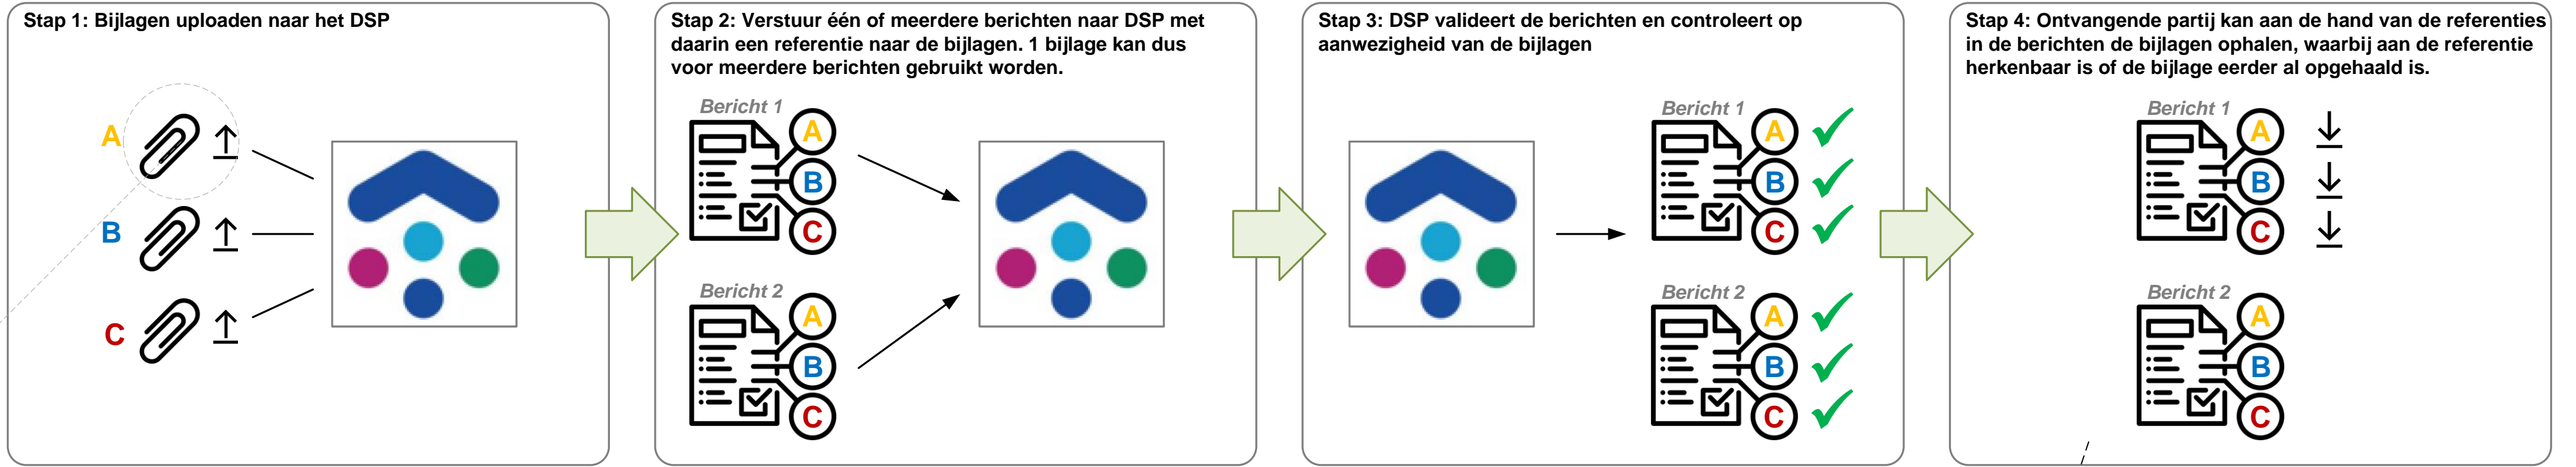 Stap 1: Bijlagen uploaden naar het DSP
A
B
C
Stap 2: Verstuur één of meerdere berichten naar DSP met
daarin een referentie naar de bijlagen. 1 bijlage kan dus
voor meerdere berichten gebruikt worden.
Bericht 1
A
B
C
Bericht 2
A
B
C
Stap 3: DSP valideert de berichten en controleert op
aanwezigheid van de bijlagen
Bericht 1
A
B
C
Bericht 2
A
B
C
Stap 4: Ontvangende partij kan aan de hand van de referenties
in de berichten de bijlagen ophalen, waarbij aan de referentie
herkenbaar is of de bijlage eerder al opgehaald is.
Bericht 1
A
B
C
Bericht 2
A
B
C